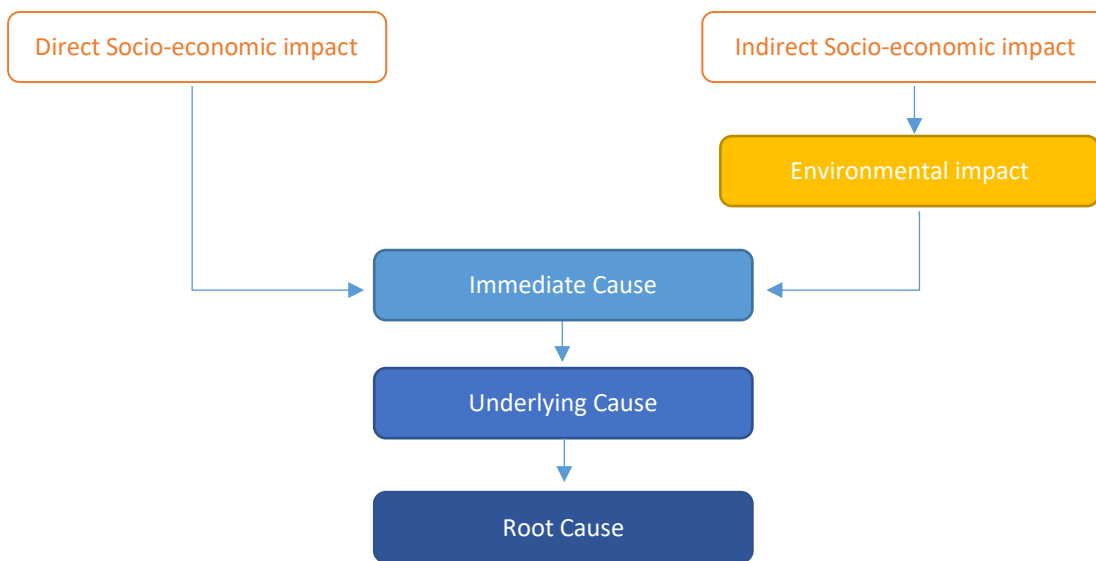 Direct Socio-economic impact
Indirect Socio-economic impact
Environmental impact
Immediate Cause
Underlying Cause
Root Cause